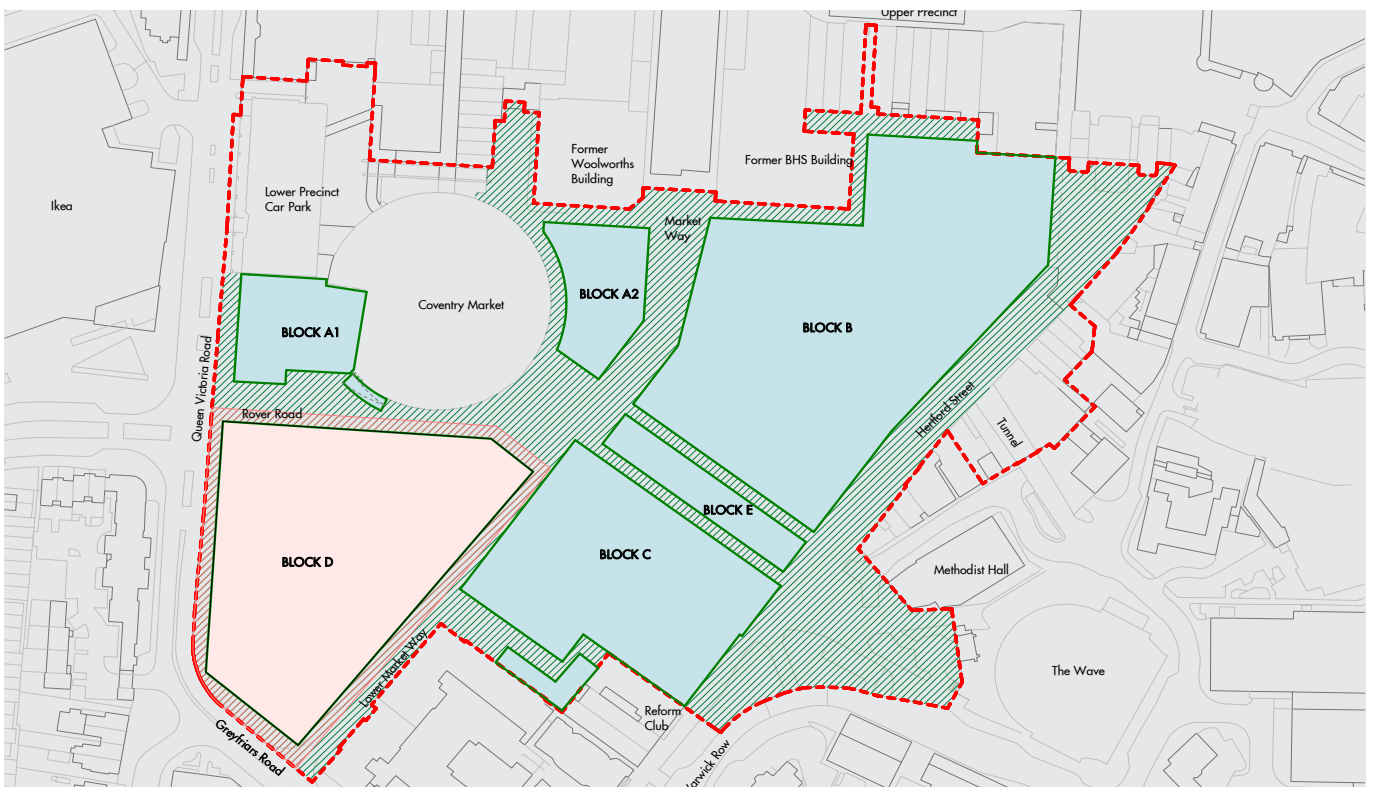 Upper Precinct
Former
Woolworths
Building
Former BHS Building
Lower Precinct
Car Park
Ikea
Market
Way
Coventry Market
BLOCK A2
BLOCK A1
BLOCK B
Queen Victoria Road
Rover Road
Hertford Street
Tunnel
BLOCK E
BLOCK C
BLOCK D
Methodist Hall
The Wave
Lower Market Way
Reform
Club
Greyfriars Road
Warwick Row